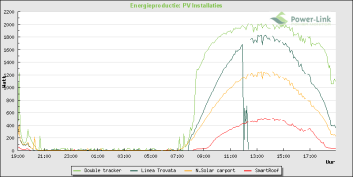 Energieproductie: PV Installaties
Power-Link
2200
2000
1800
1600
1400
1200
1000
800
600
400
200
0
Watt
19:00 21:00 23:00 01:00 03:00 05:00 07:00 09:00 11:00 13:00 15:00 17:00
Uur
Double tracker Linea Trovata N.Solar carport SmartRoof